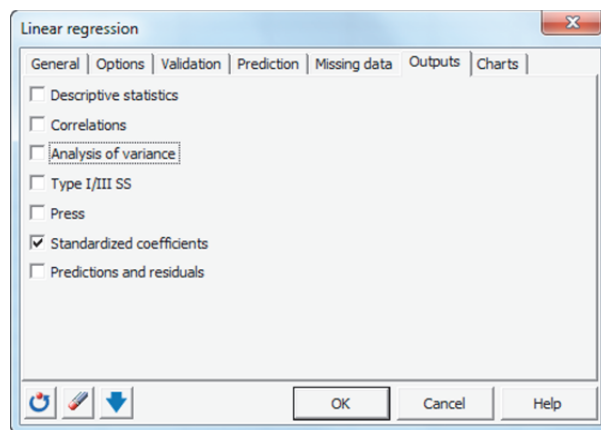 Linear regression
General Options Validation Prediction Missing data Outputs Charts
Descriptive statistics
Correlations
Analysis of variance
Type I/III SS
Press
Standardized coefficients
Predictions and residuals
OK Cancel Help